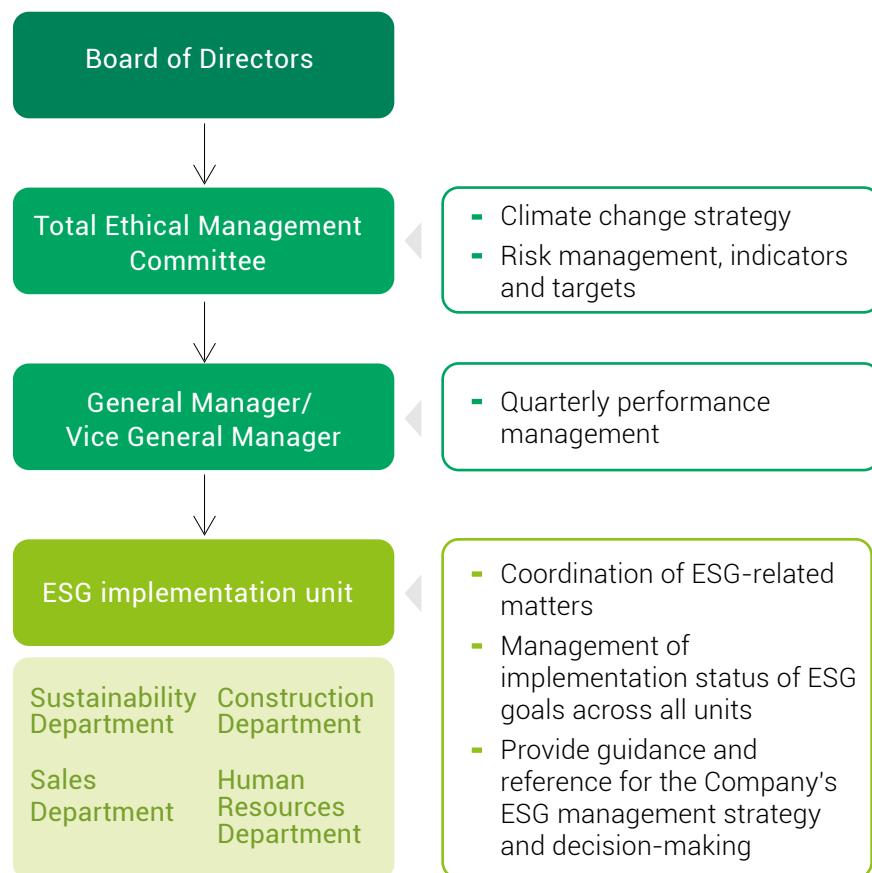 Board of Directors
Total Ethical Management
Committee
- Climate change strategy
- Risk management, indicators
and targets
General Manager/
Vice General Manager
- Quarterly performance
management
ESG implementation unit
- Coordination of ESG-related
matters
- Management of
implementation status of ESG
goals across all units
- Provide guidance and
reference for the Company's
ESG management strategy
and decision-making
Sustainability
Department
Construction
Department
Sales
Department
Human
Resources
Department